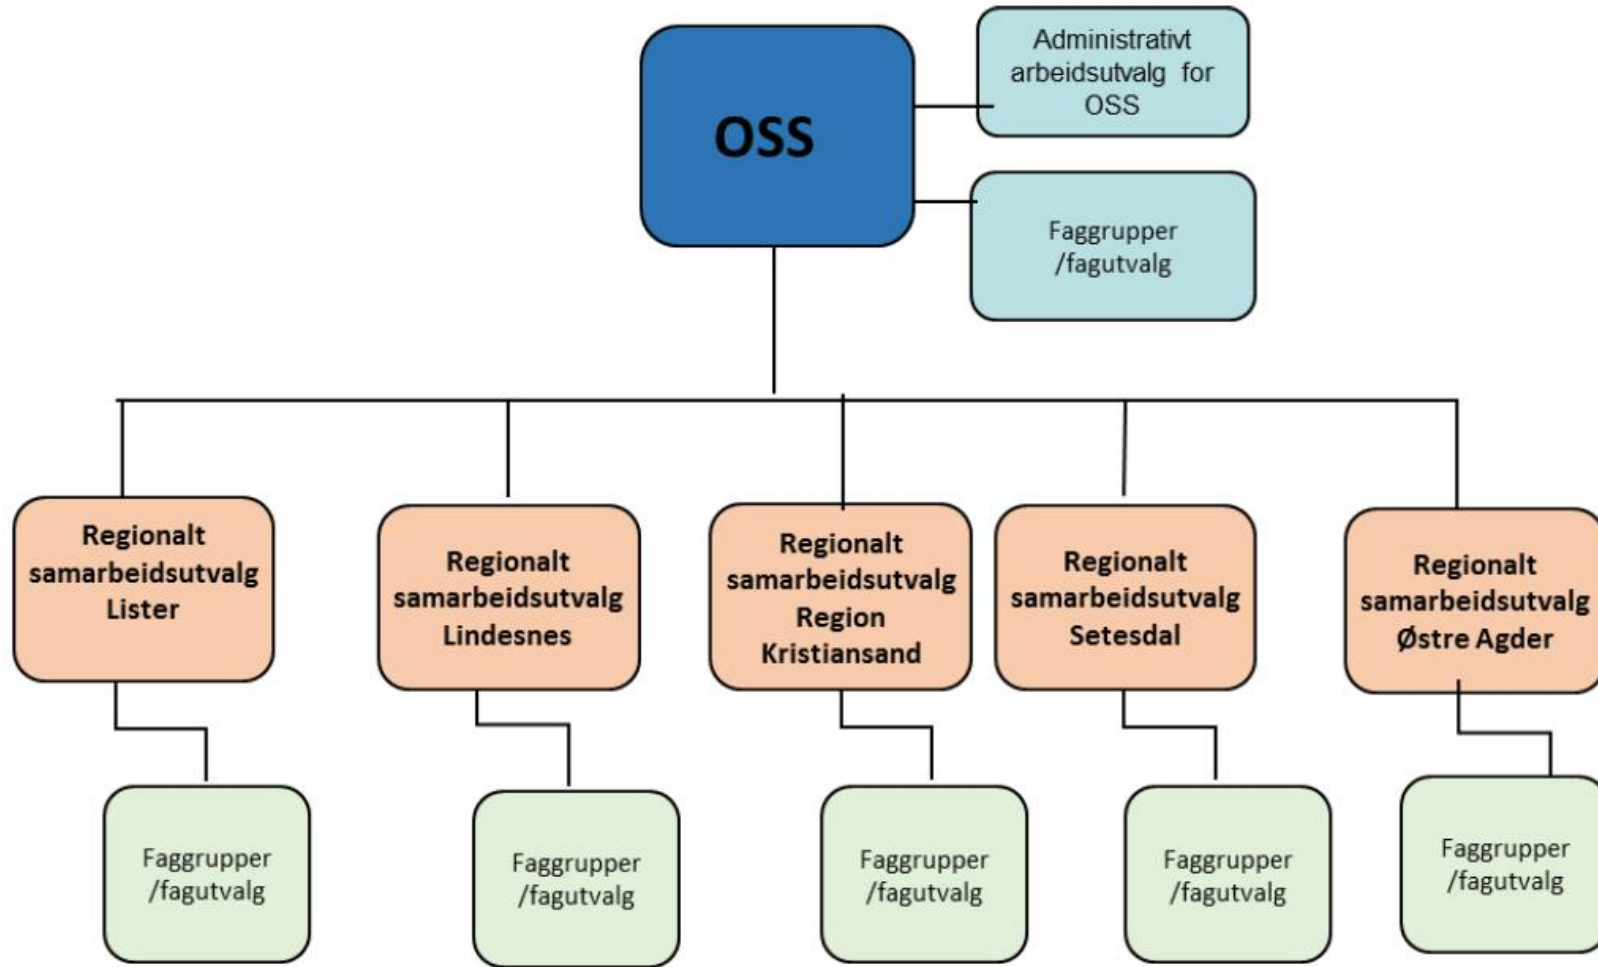 OSS
Administrativt
arbeidsutvalg for
OSS
Faggrupper
/fagutvalg
Regionalt
samarbeidsutvalg
Lister
Regionalt
samarbeidsutvalg
Lindesnes
Regionalt
samarbeidsutvalg
Region
Kristiansand
Regionalt
samarbeidsutvalg
Setesdal
Regionalt
samarbeidsutvalg
Østre Agder
Faggrupper
/fagutvalg
Faggrupper
/fagutvalg
Faggrupper
/fagutvalg
Faggrupper
/fagutvalg
Faggrupper
/fagutvalg